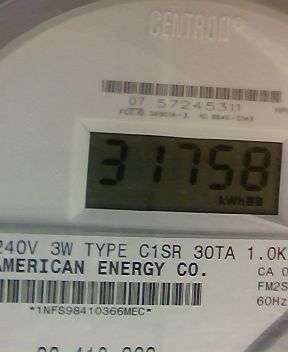 CENTRON®
07 57245311
31758
kWh
240V 3W TYPE C1SR 30TA 1.0K
AMERICAN ENERGY CO.
CA 0
FM2S
60Hz
*1NFS98410366MEC*